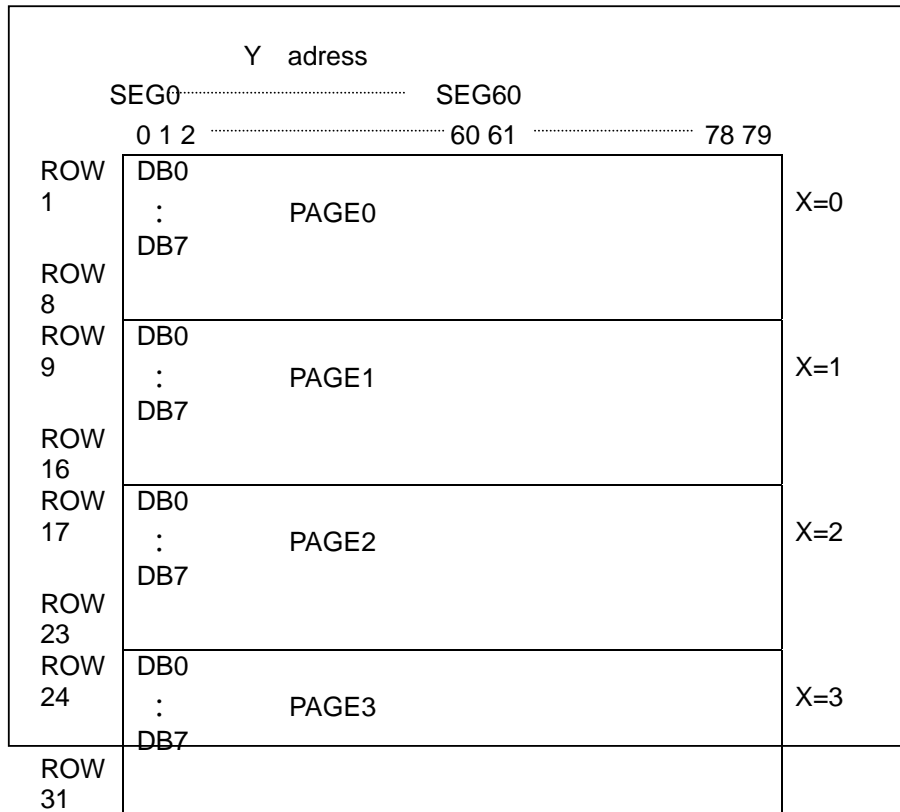 Y adress
SEG0 SEG60
0 1 2 60 61 78 79
ROW DB0
1 : PAGE0 X=0
DB7
ROW
8
ROW DB0
9 : PAGE1 X=1
DB7
ROW
16
ROW DB0
17 : PAGE2 X=2
DB7
ROW
23
ROW DB0
24 : PAGE3 X=3
DB7
ROW
31